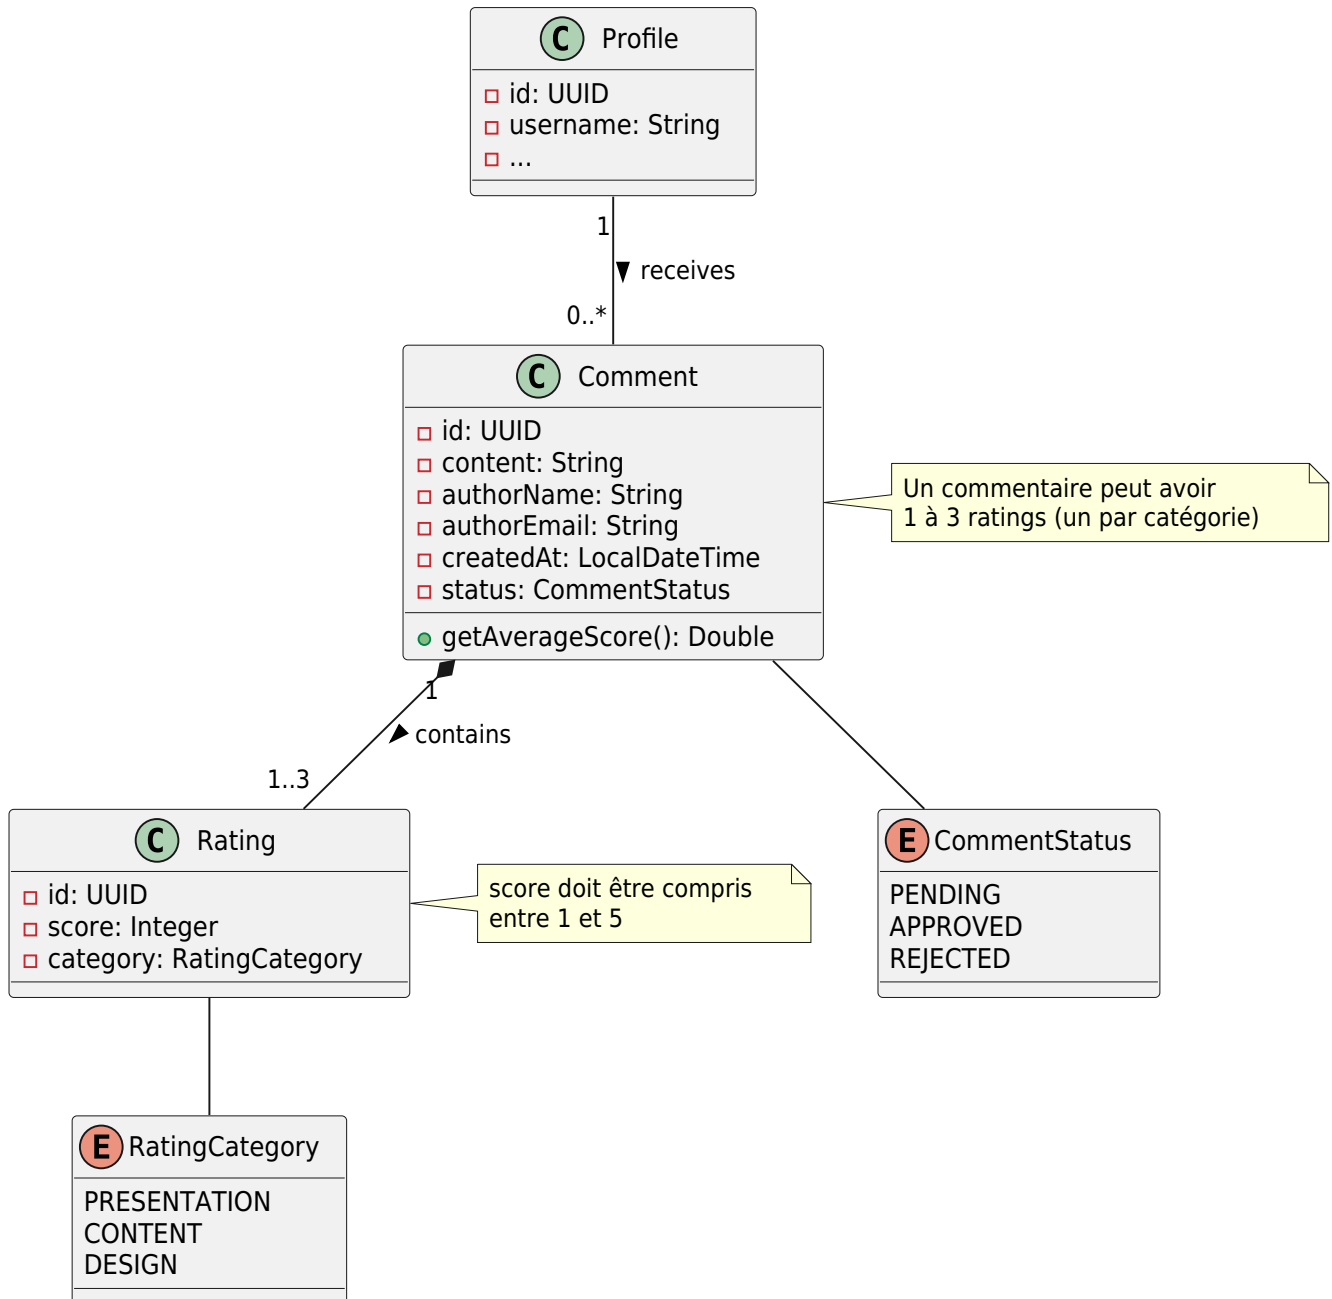 C Profile
id: UUID
username: String
...
1
receives
0..*
C Comment
id: UUID
content: String
authorName: String
authorEmail: String
createdAt: LocalDateTime
status: CommentStatus
getAverageScore(): Double
Un commentaire peut avoir
1 à 3 ratings (un par catégorie)
1
contains
1..3
C Rating
id: UUID
score: Integer
category: RatingCategory
score doit être compris
entre 1 et 5
E CommentStatus
PENDING
APPROVED
REJECTED
E RatingCategory
PRESENTATION
CONTENT
DESIGN